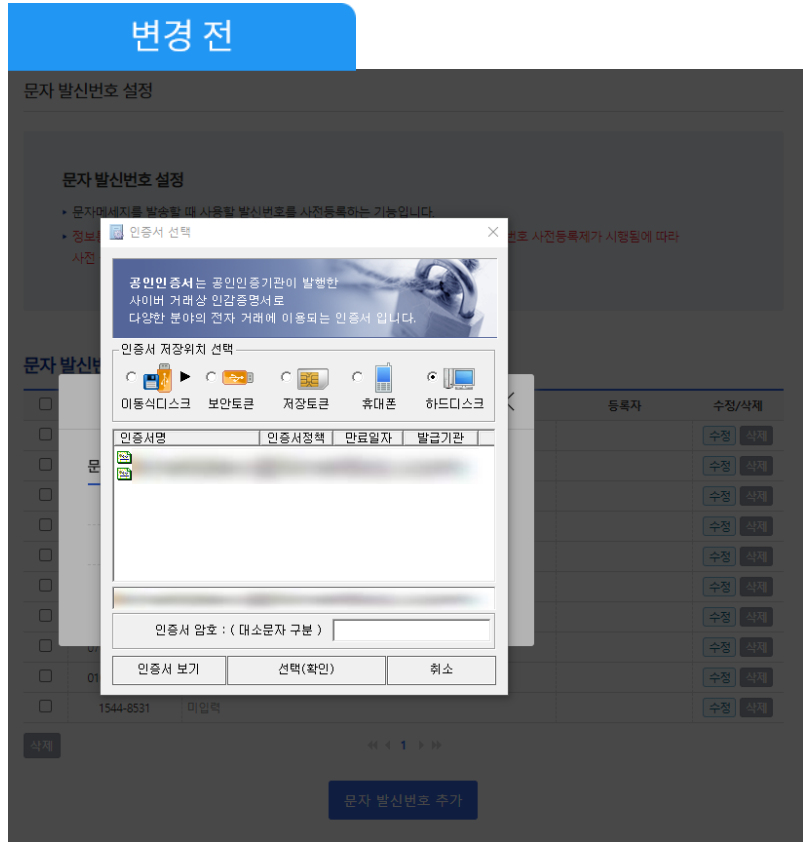 변경 전
문자 발신번호 설정
문자 발신번호 설정
문자메세지를 발송할 때 사용할 발신번호를 사전등록하는 기능입니다.
정보 번호 사전등록제가 시행됨에 따라
사전
인증서 선택
공인인증서는 공인인증기관이 발행한
사이버 거래상 인감증명서로
다양한 분야의 전자 거래에 이용되는 인증서 입니다.
인증서 저장위치 선택
이동식디스크 보안토큰 저장토큰 휴대폰 하드디스크
문자 발신번
등록자 수정/삭제
인증서명 인증서정책 만료일자 발급기관
수정 삭제
문
수정 삭제
수정 삭제
수정 삭제
수정 삭제
수정 삭제
수정 삭제
인증서 암호 : ( 대소문자 구분 )
07 수정 삭제
인증서 보기 선택(확인) 취소
01 수정 삭제
1544-8531 미입력 수정 삭제
삭제 1
문자 발신번호 추가